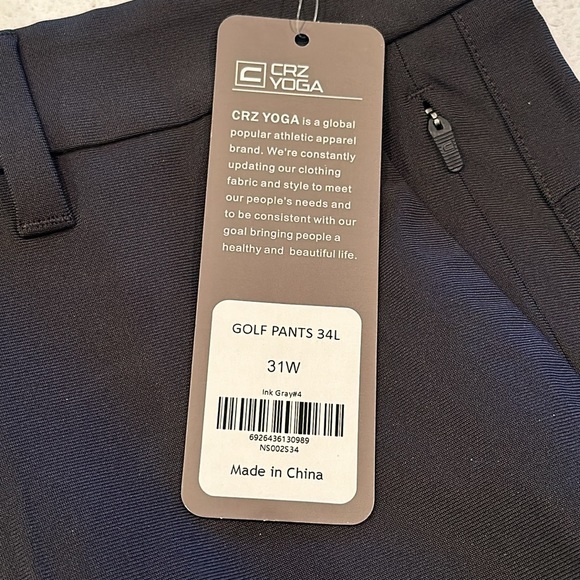 CRZ
YOGA
CRZ YOGA is a global
popular athletic apparel
brand. We're constantly
updating our clothing
fabric and style to meet
our people's needs and
to be consistent with our
goal bringing people a
healthy and beautiful life.
GOLF PANTS 34L
31W
Ink Gray#4
6926436130989
NS002S34
Made in China